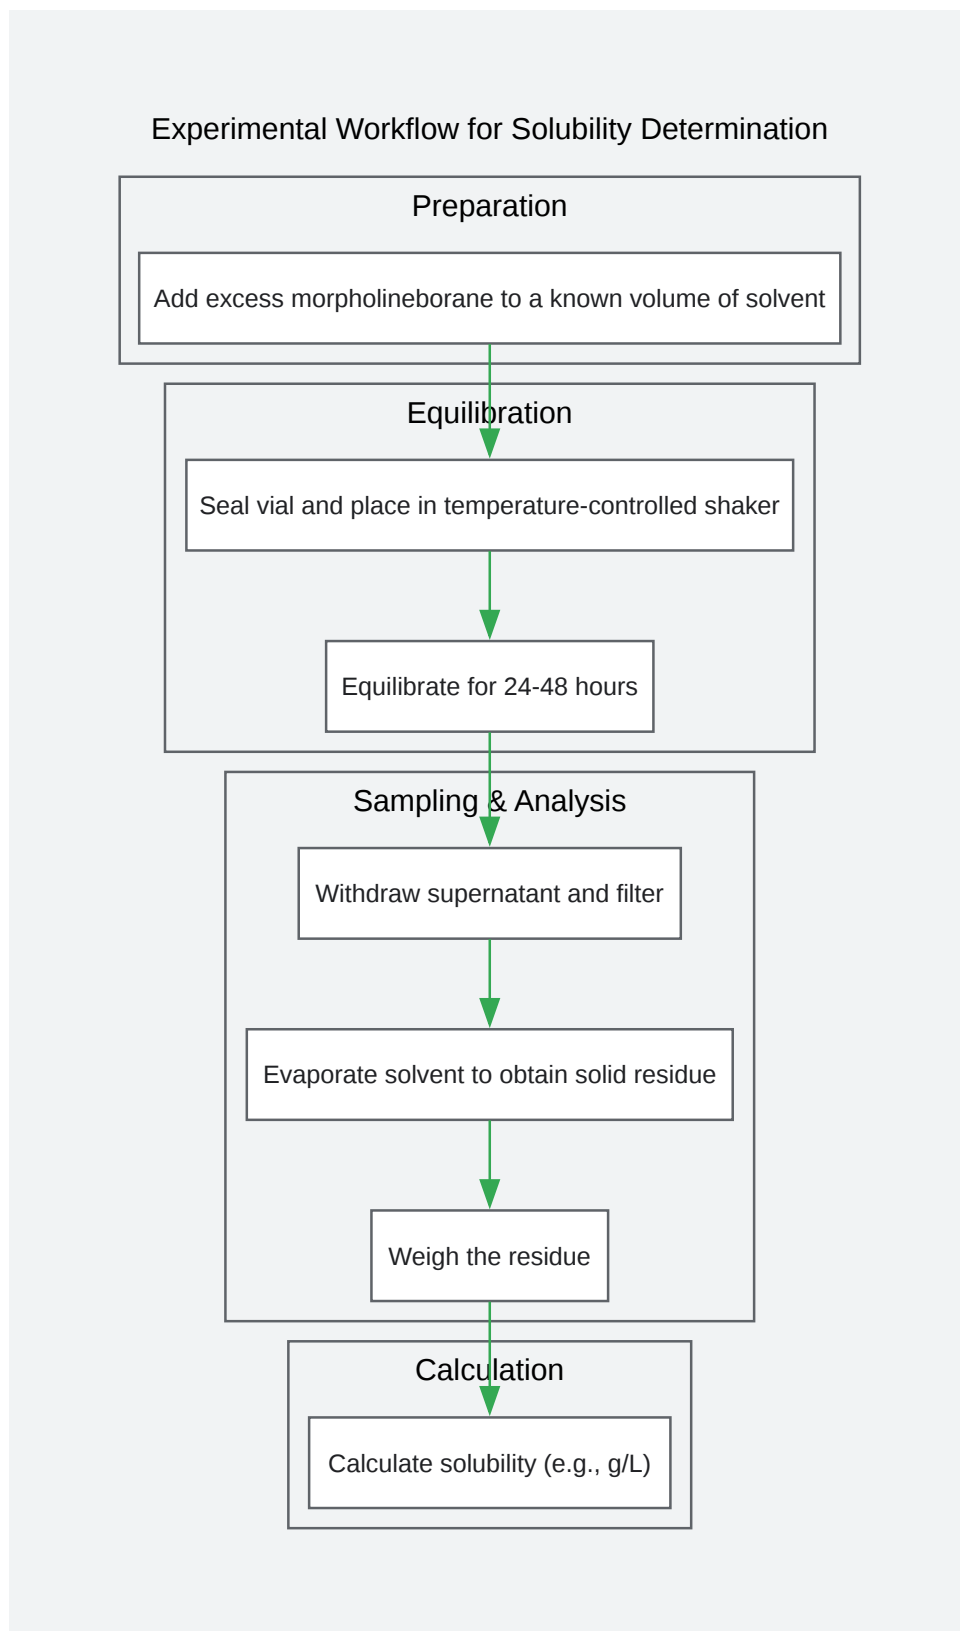 Experimental Workflow for Solubility Determination
Preparation
Add excess morpholineborane to a known volume of solvent
Equilibration
Seal vial and place in temperature-controlled shaker
Equilibrate for 24-48 hours
Sampling & Analysis
Withdraw supernatant and filter
Evaporate solvent to obtain solid residue
Weigh the residue
Calculation
Calculate solubility (e.g., g/L)